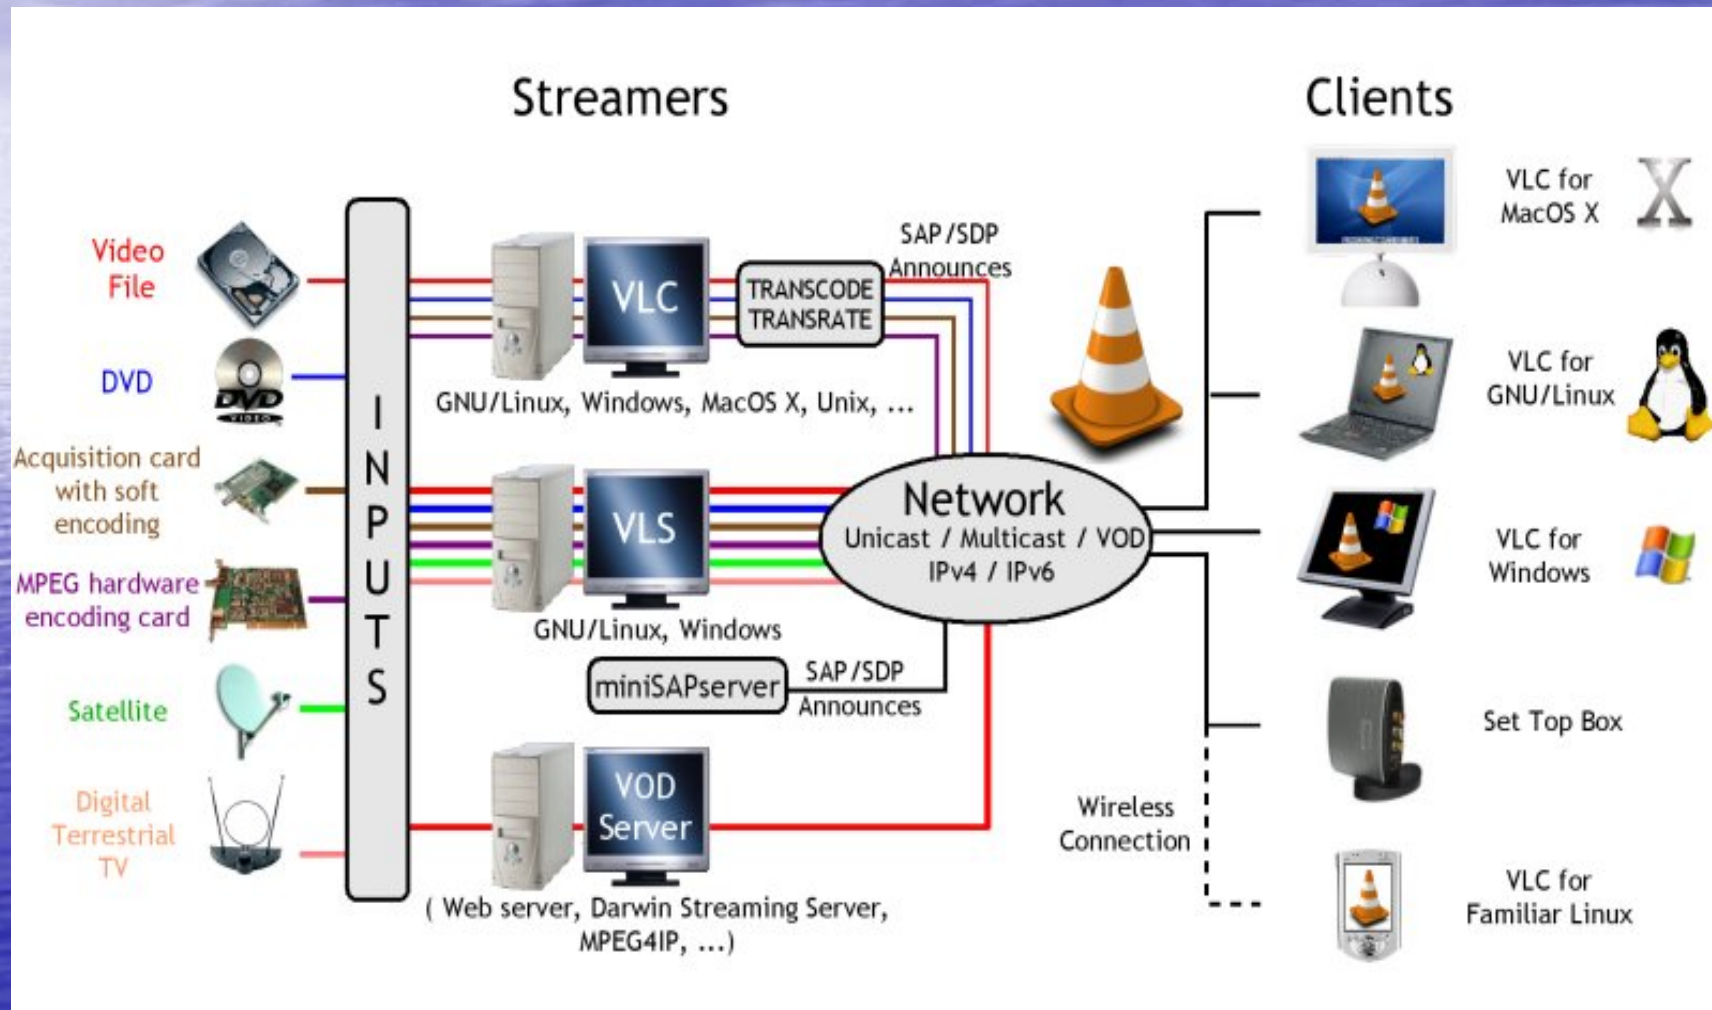 Streamers
Clients
Video
File
DVD
DVD
VIDEO
Acquisition card
with soft
encoding
MPEG hardware
encoding card
Satellite
Digital
Terrestrial
TV
I
N
P
U
T
S
VLC
TRANSCODE
TRANSRATE
SAP/SDP
Announces
GNU/Linux, Windows, MacOS X, Unix, ...
VLS
GNU/Linux, Windows
miniSAPserver
SAP/SDP
Announces
VOD
Server
( Web server, Darwin Streaming Server,
MPEG4IP, ...)
Network
Unicast / Multicast / VOD
IPv4 / IPv6
Wireless
Connection
VLC for
MacOS X
X
VLC for
GNU/Linux
VLC for
Windows
Set Top Box
VLC for
Familiar Linux